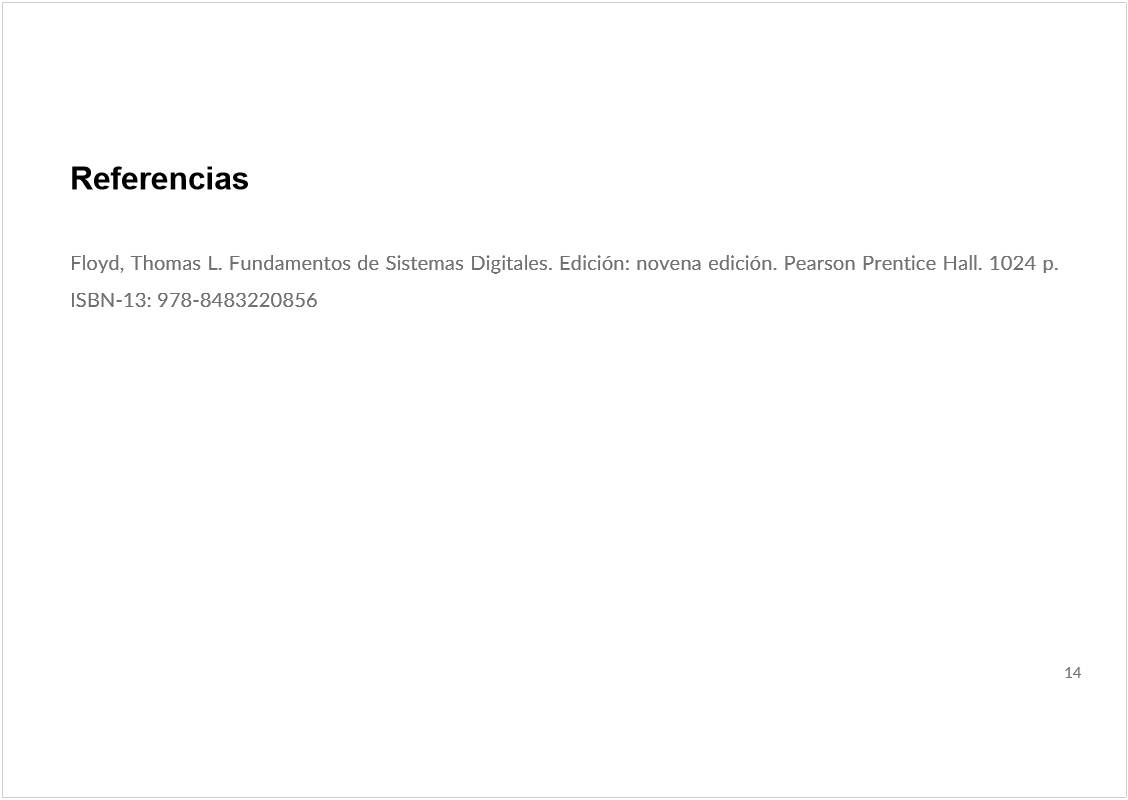 Referencias
Floyd, Thomas L. Fundamentos de Sistemas Digitales. Edición: novena edición. Pearson Prentice Hall. 1024 p.
ISBN-13: 978-8483220856
14